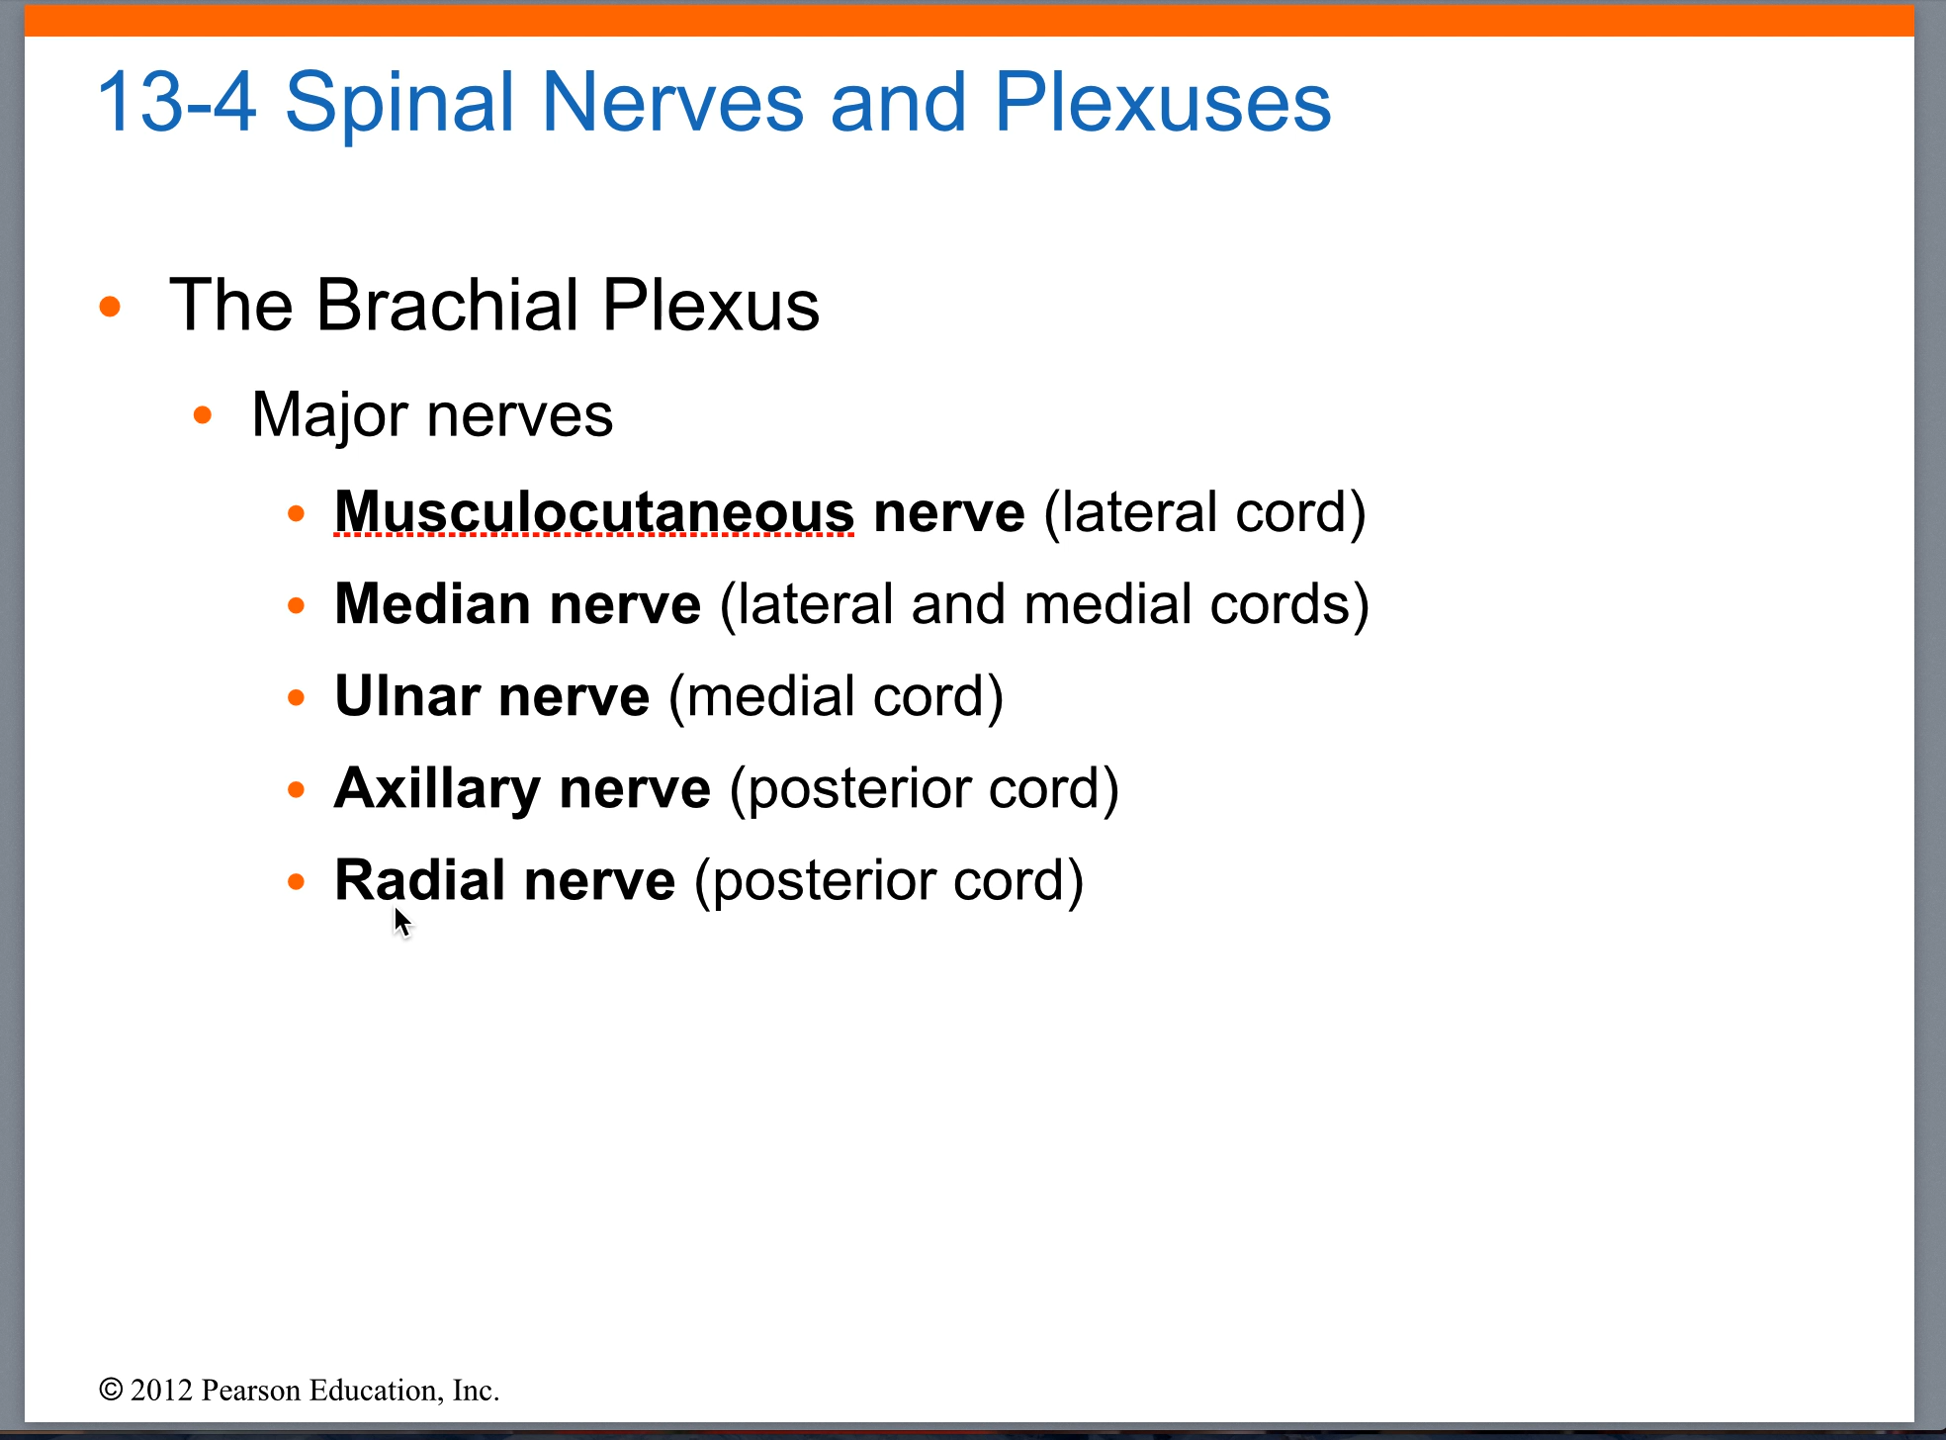 13-4 Spinal Nerves and Plexuses
• The Brachial Plexus
• Major nerves
• Musculocutaneous nerve (lateral cord)
• Median nerve (lateral and medial cords)
• Ulnar nerve (medial cord)
• Axillary nerve (posterior cord)
• Radial nerve (posterior cord)
© 2012 Pearson Education, Inc.